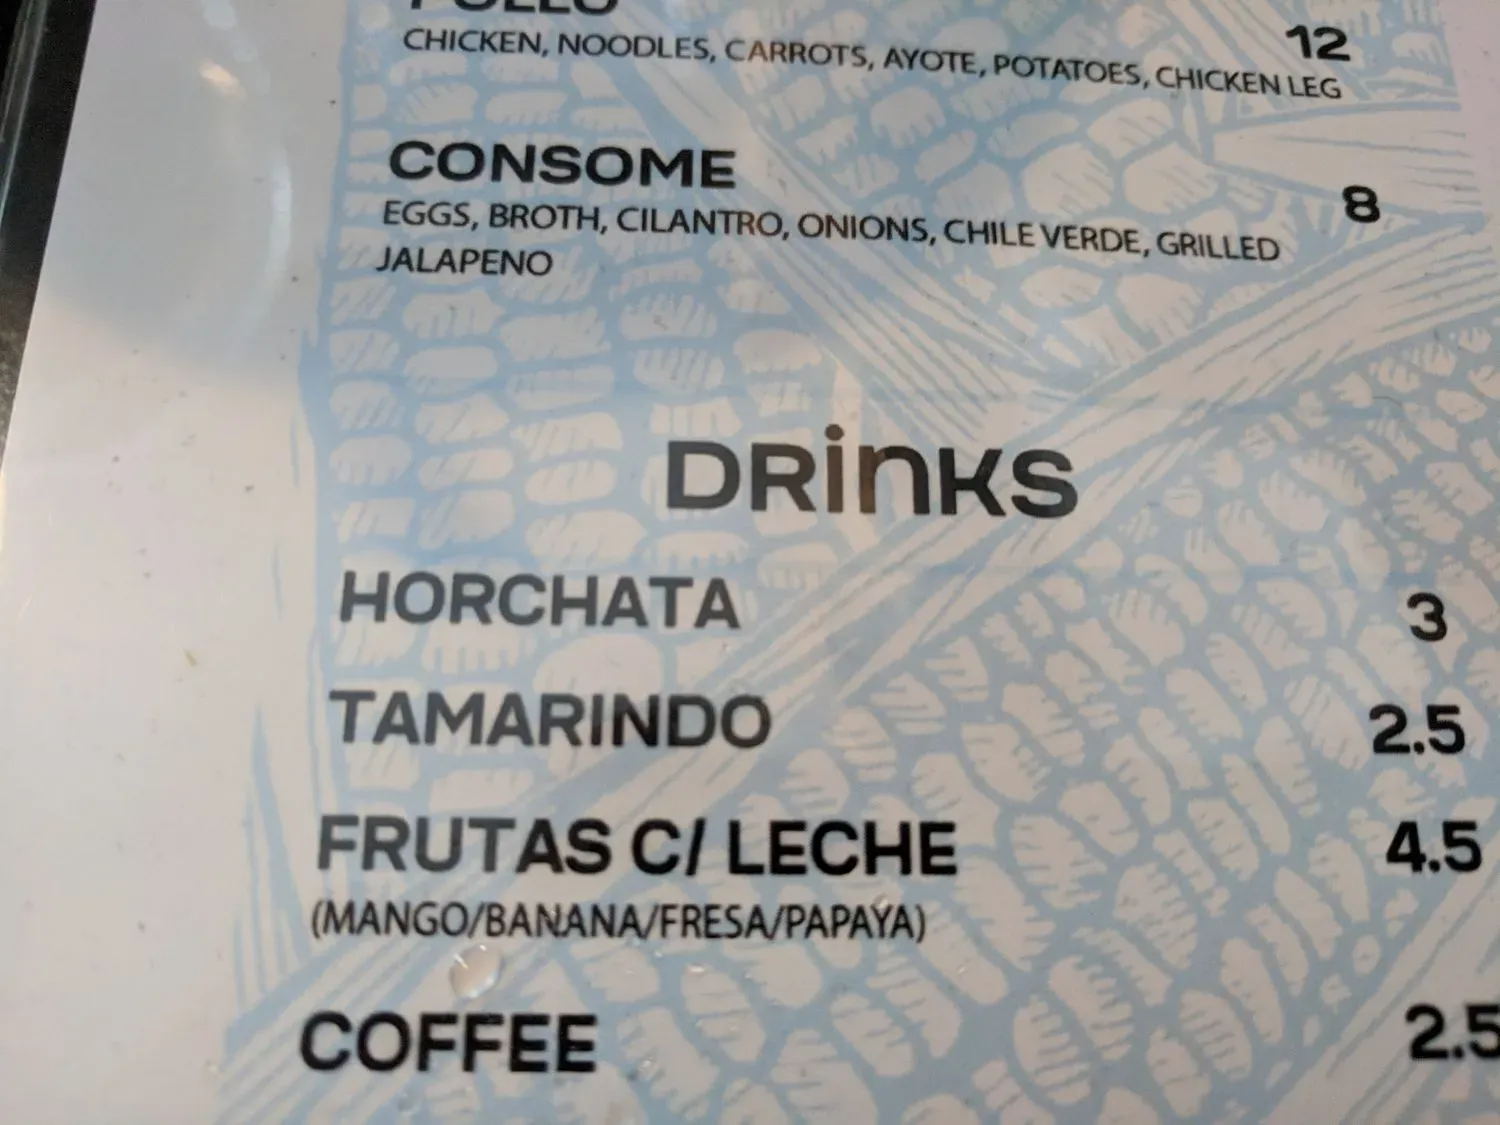 POLLO
12
CHICKEN, NOODLES, CARROTS, AYOTE, POTATOES, CHICKEN LEG
CONSOME
8
EGGS, BROTH, CILANTRO, ONIONS, CHILE VERDE, GRILLED
JALAPENO
DRinKS
HORCHATA
3
TAMARINDO
2.5
FRUTAS C/ LECHE
4.5
(MANGO/BANANA/FRESA/PAPAYA)
COFFEE
2.5